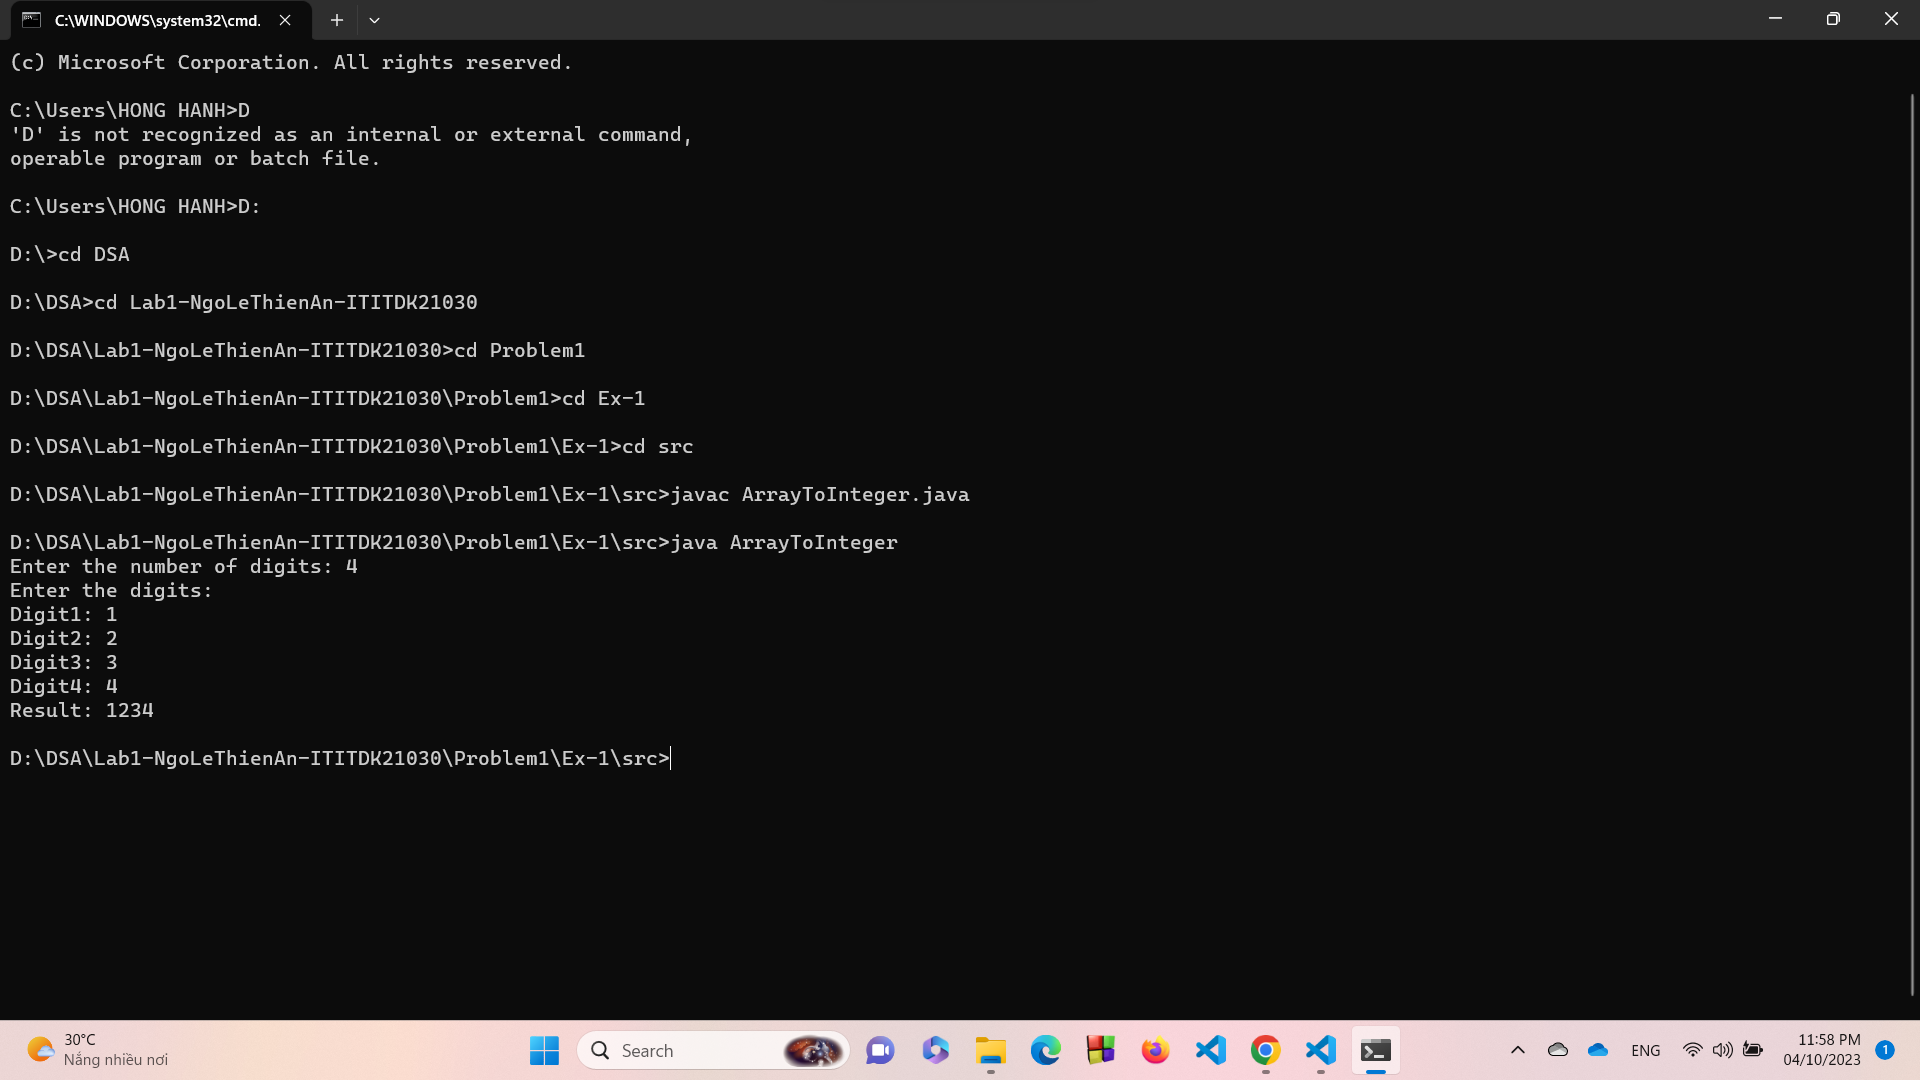 C:\WINDOWS\system32\cmd.
(c) Microsoft Corporation. All rights reserved.
C:\Users\HONG HANH>D
'D' is not recognized as an internal or external command,
operable program or batch file.
C:\Users\HONG HANH>D:
D:\>cd DSA
D:\DSA>cd Lab1-NgoLeThienAn-ITITDK21030
D:\DSA\Lab1-NgoLeThienAn-ITITDK21030>cd Problem1
D:\DSA\Lab1-NgoLeThienAn-ITITDK21030\Problem1>cd Ex-1
D:\DSA\Lab1-NgoLeThienAn-ITITDK21030\Problem1\Ex-1>cd src
D:\DSA\Lab1-NgoLeThienAn-ITITDK21030\Problem1\Ex-1\src>javac ArrayToInteger.java
D:\DSA\Lab1-NgoLeThienAn-ITITDK21030\Problem1\Ex-1\src>java ArrayToInteger
Enter the number of digits: 4
Enter the digits:
Digit1: 1
Digit2: 2
Digit3: 3
Digit4: 4
Result: 1234
D:\DSA\Lab1-NgoLeThienAn-ITITDK21030\Problem1\Ex-1\src>
30°C
Nắng nhiều nơi
Search
ENG
11:58 PM
04/10/2023
1